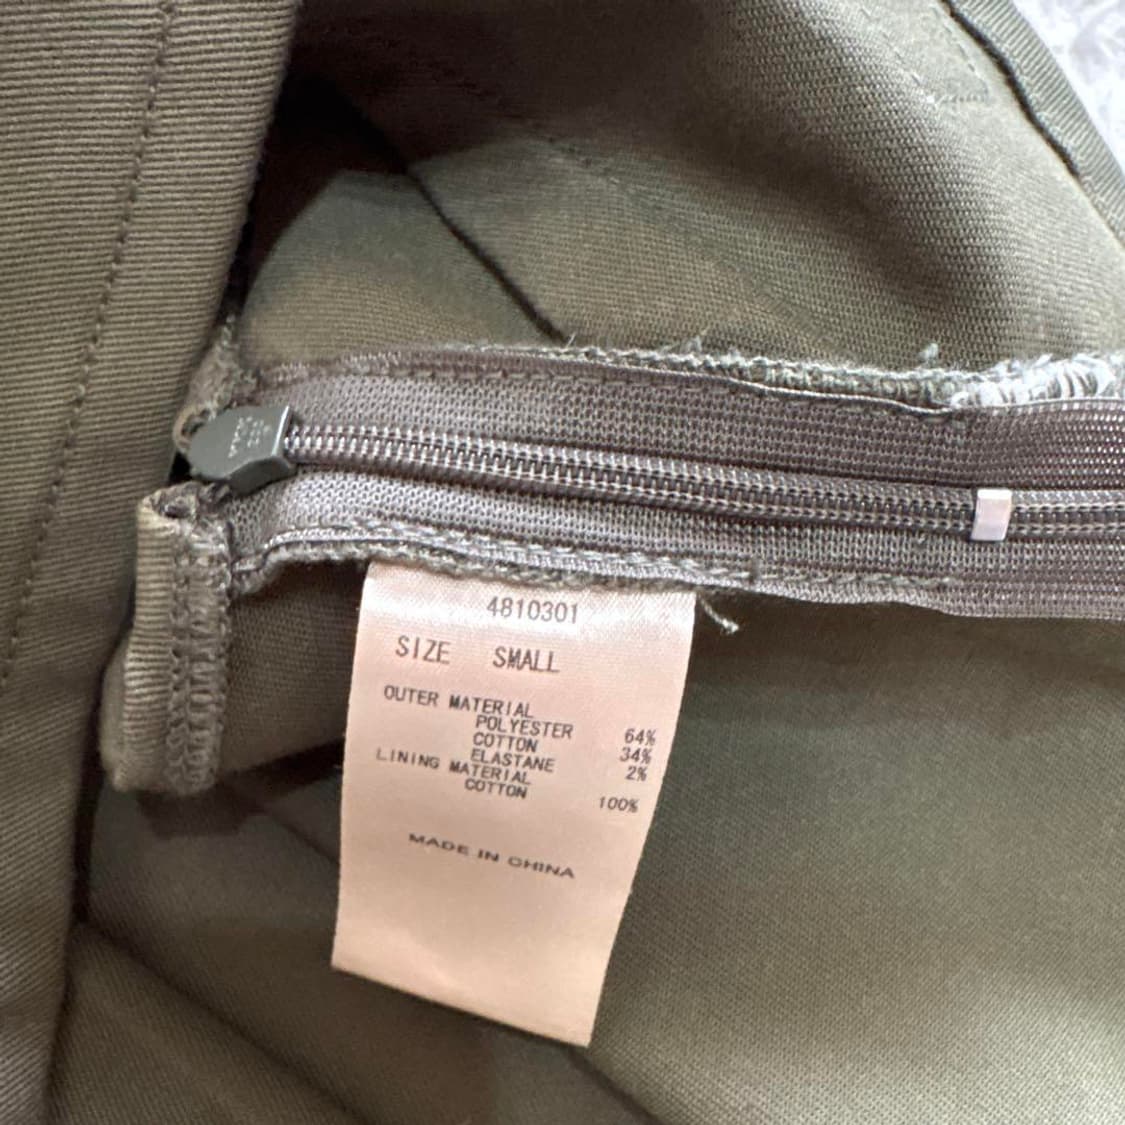 4810301
SIZE SMALL
OUTER MATERIAL
POLYESTER 64%
COTTON 34%
ELASTANE 2%
LINING MATERIAL
COTTON 100%
MADE IN CHINA